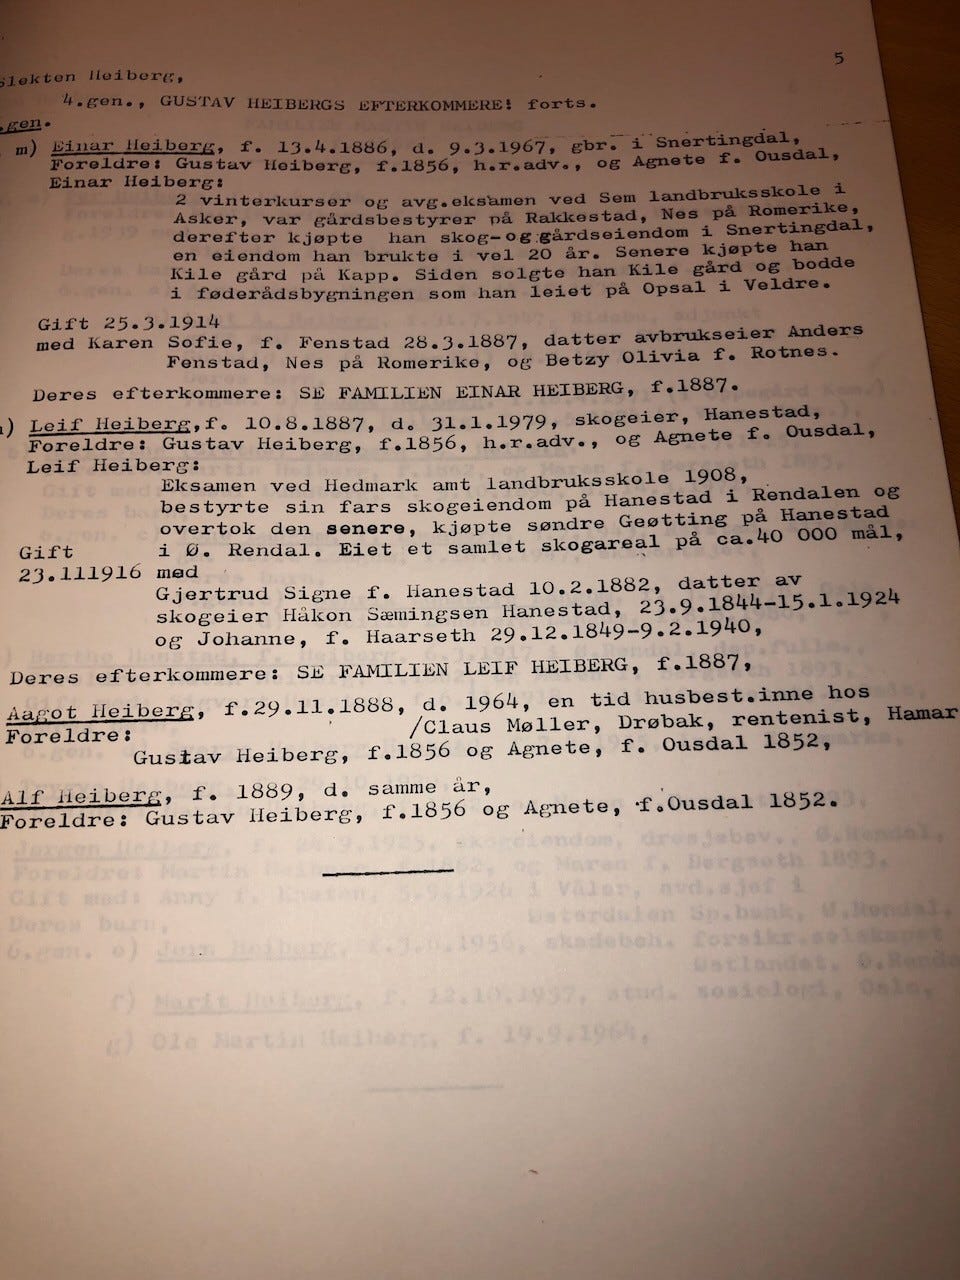 5
slekten Heiberg,
4.gen., GUSTAV HEIBERGS EFTERKOMMERE: forts.
.gen.
m) Einar Heiberg, f. 13.4.1886, d. 9.3.1967, gbr. i Snertingdal,
Foreldre: Gustav Heiberg, f.1856, h.r.adv., og Agnete f. Ousdal,
Einar Heiberg:
2 vinterkurser og avg.eksamen ved Sem landbruksskole i
Asker, var gårdsbestyrer på Rakkestad, Nes på Romerike,
derefter kjøpte han skog-og gårdseiendom i Snertingdal,
en eiendom han brukte i vel 20 år. Senere kjøpte han
Kile gård på Kapp. Siden solgte han Kile gård og bodde
i føderådsbygningen som han leiet på Opsal i Veldre.
Gift 25.3.1914
med Karen Sofie, f. Fenstad 28.3.1887, datter avbrukseier Anders
Fenstad, Nes på Romerike, og Betzy Olivia f. Rotnes.
Deres efterkommere: SE FAMILIEN EINAR HEIBERG, f.1887.
) Leif Heiberg,f. 10.8.1887, d. 31.1.1979, skogeier, Hanestad,
Foreldre: Gustav Heiberg, f.1856, h.r.adv., og Agnete f. Ousdal,
Leif Heiberg:
Eksamen ved Hedmark amt landbruksskole 1908,
bestyrte sin fars skogeiendom på Hanestad i Rendalen og
overtok den senere, kjøpte søndre Geøtting på Hanestad
i Ø. Rendal. Eiet et samlet skogareal på ca.40 000 mål,
Gift
23.111916 med
Gjertrud Signe f. Hanestad 10.2.1882, datter av
skogeier Håkon Sæmingsen Hanestad, 23.9.1844-15.1.1924
og Johanne, f. Haarseth 29.12.1849-9.2.1940,
Deres efterkommere: SE FAMILIEN LEIF HEIBERG, f.1887,
Aagot Heiberg, f.29.11.1888, d. 1964, en tid husbest.inne hos
Foreldre: /Claus Møller, Drøbak, rentenist, Hamar
Gustav Heiberg, f.1856 og Agnete, f. Ousdal 1852,
Alf Heiberg, f. 1889, d. samme år,
Foreldre: Gustav Heiberg, f.1856 og Agnete, f.Ousdal 1852.